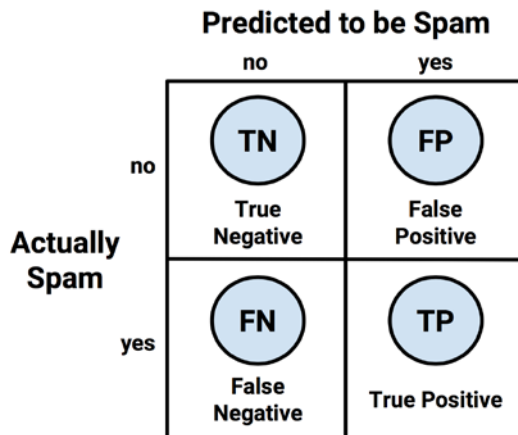 Predicted to be Spam
no yes
no
TN FP
True
Negative
False
Positive
Actually
Spam
yes
FN TP
False
Negative
True Positive